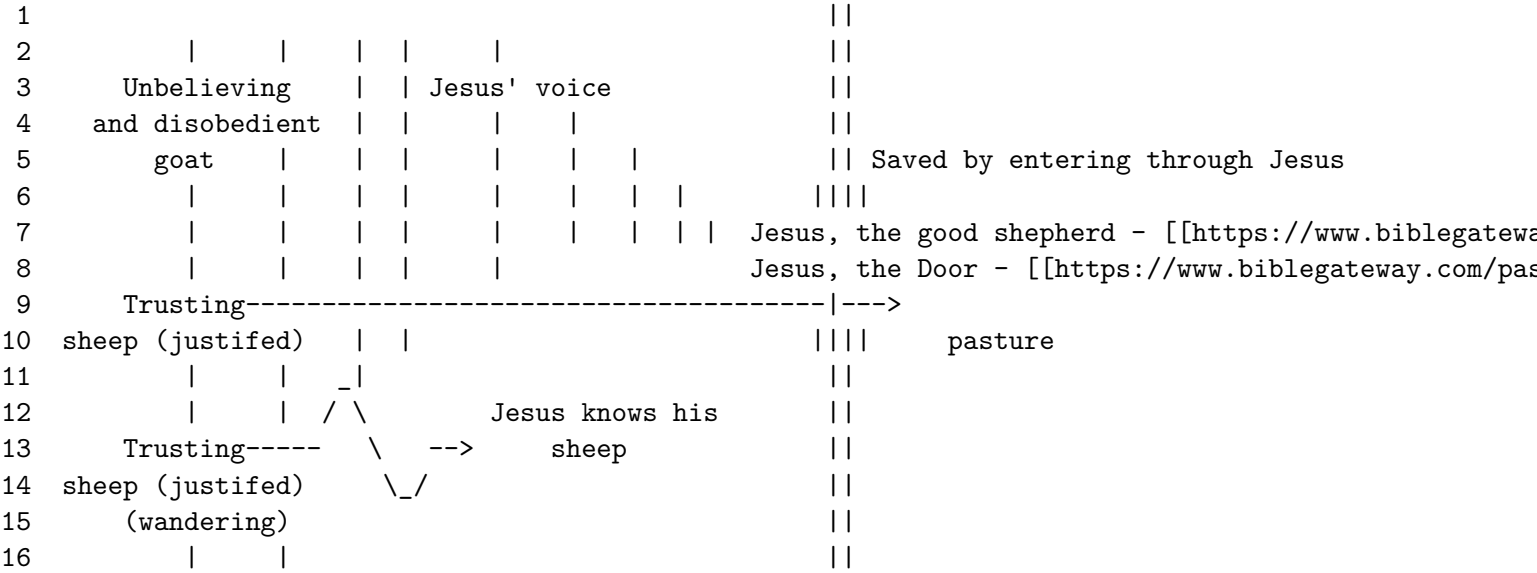 1 ||
2 | | | | | ||
3 Unbelieving | | Jesus' voice ||
4 and disobedient | | | | ||
5 goat | | | | | | || Saved by entering through Jesus
6 | | | | | | | | ||||
7 | | | | | | | | | Jesus, the good shepherd - [[https://www.biblegatewa
8 | | | | | Jesus, the Door - [[https://www.biblegateway.com/pas
9 Trusting--------------------------------------|--->
10 sheep (justifed) | | |||| pasture
11 | | _| ||
12 | | / \ Jesus knows his ||
13 Trusting----- \ --> sheep ||
14 sheep (justifed) \_/ ||
15 (wandering) ||
16 | | ||